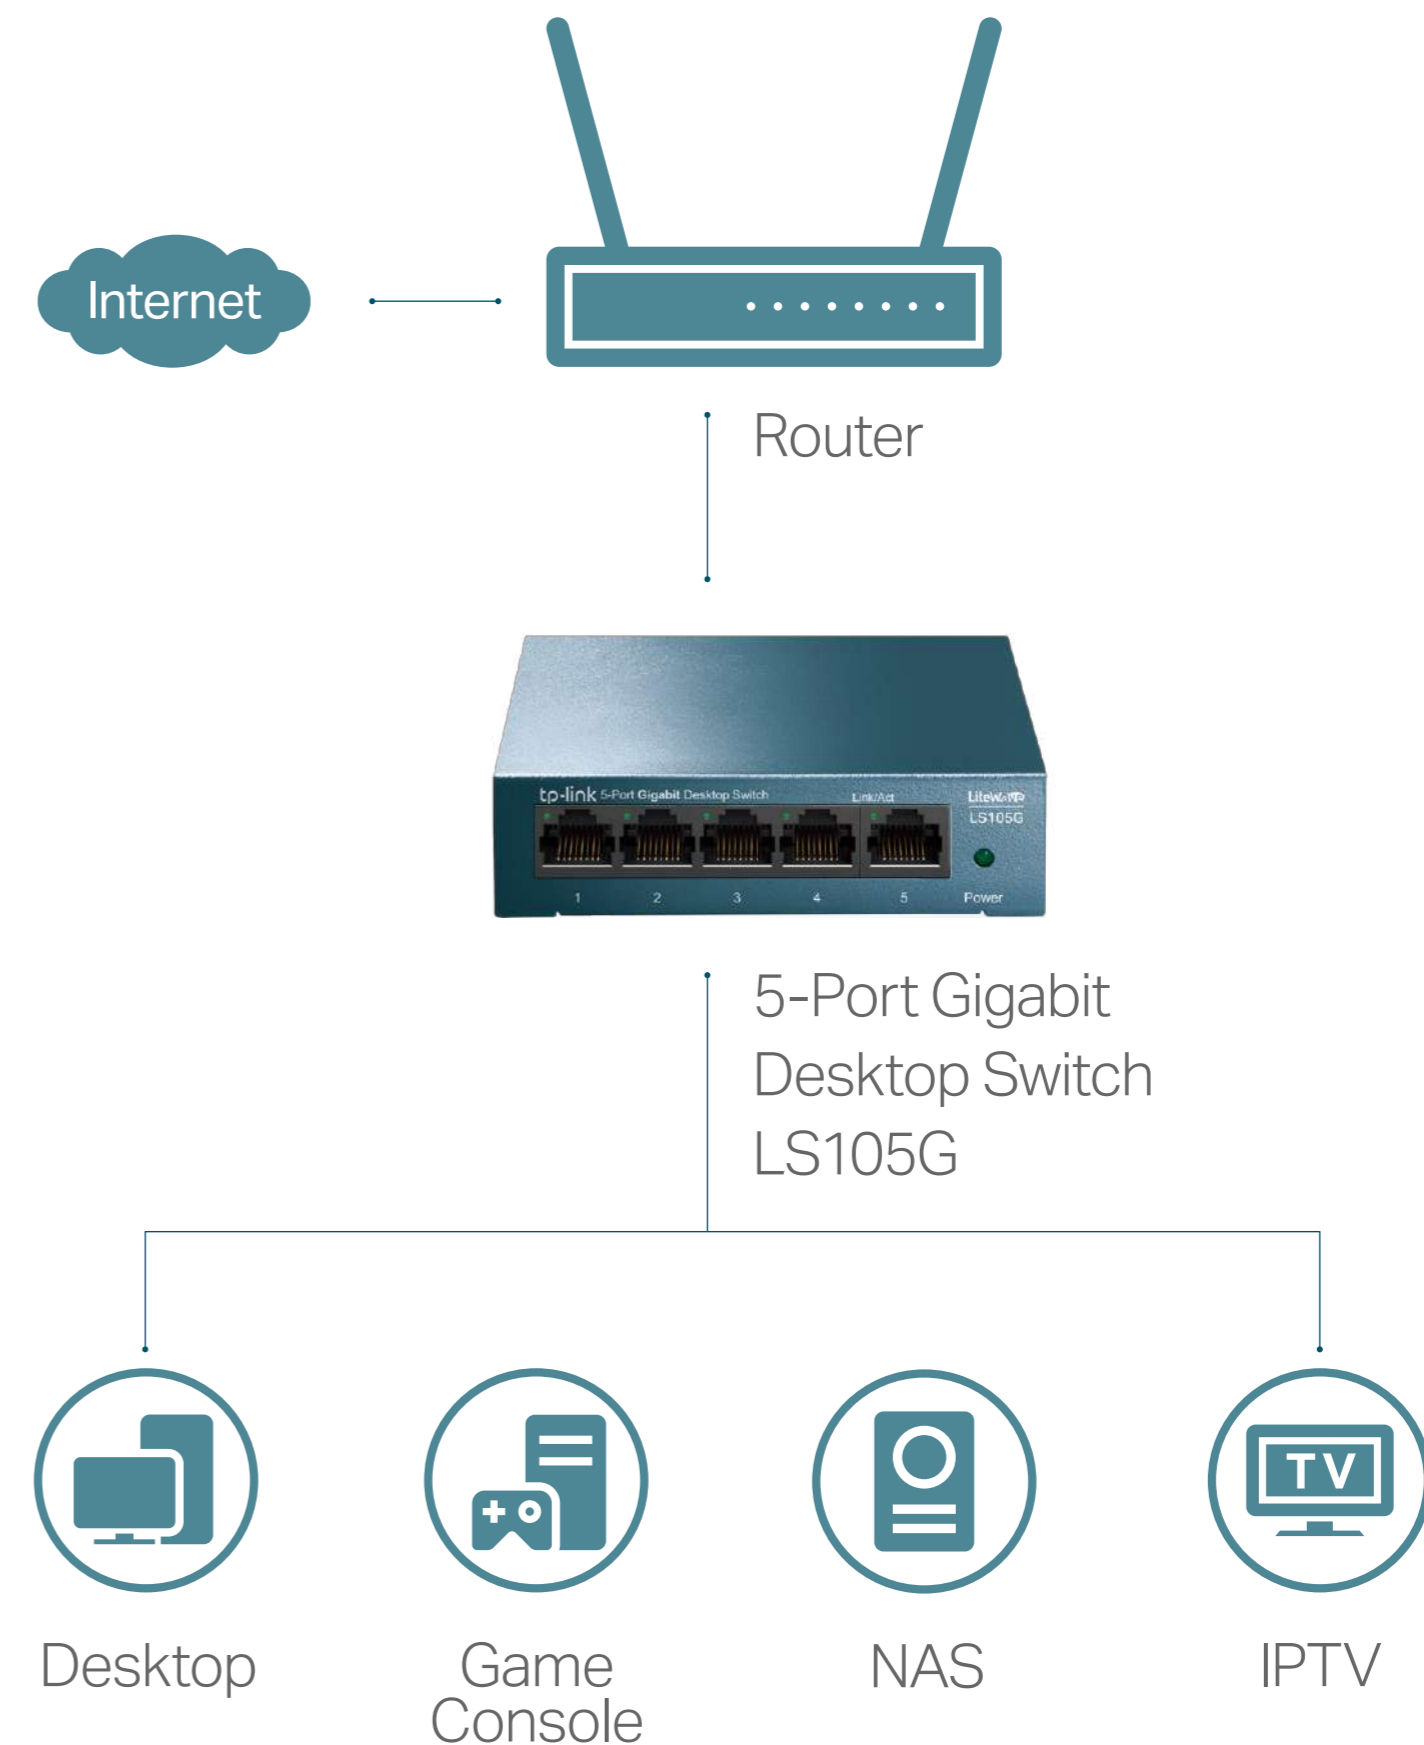 Internet
Router
tp-link 5-Port Gigabit Desktop Switch
Link/Act
LiteWave
LS105G
1 2 3 4 5 Power
5-Port Gigabit
Desktop Switch
LS105G
Desktop
Game
Console
NAS
IPTV
TV